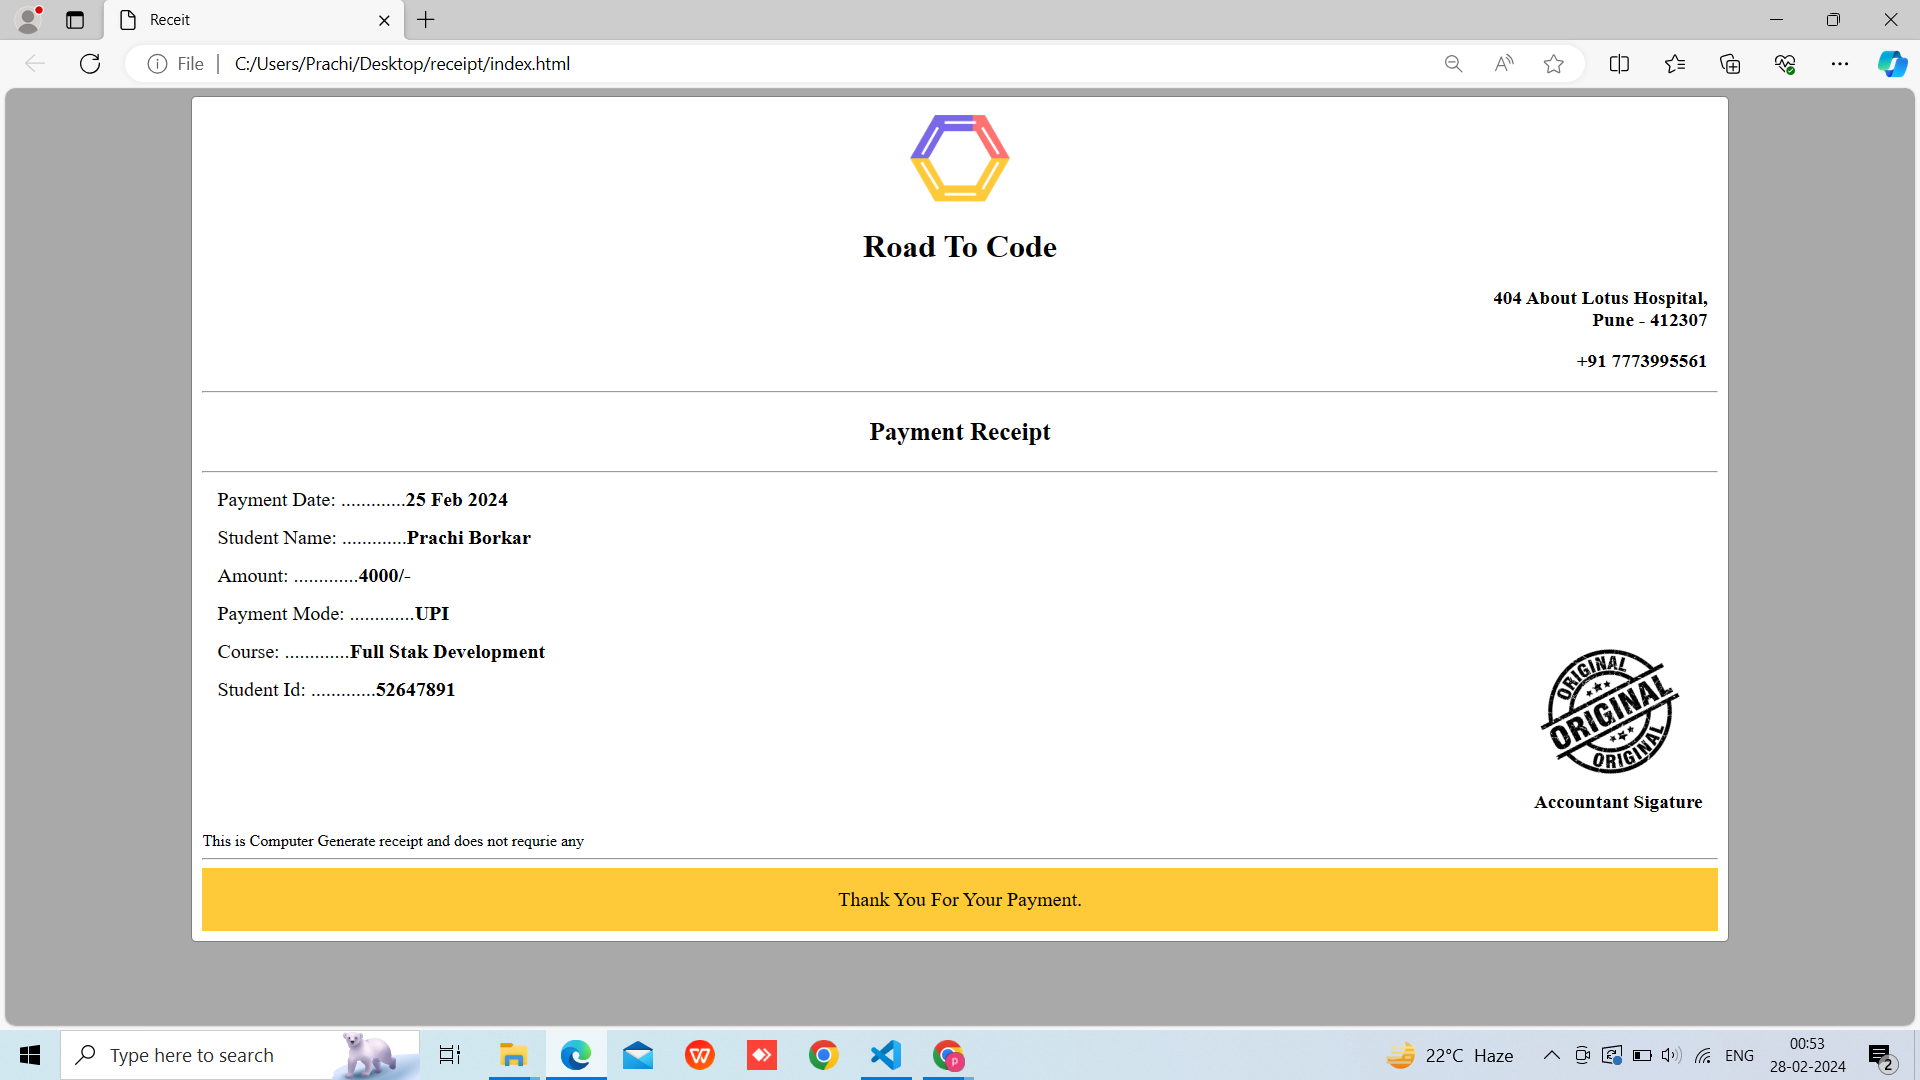 Receit
File
C:/Users/Prachi/Desktop/receipt/index.html
Road To Code
404 About Lotus Hospital,
Pune - 412307
+91 7773995561
Payment Receipt
Payment Date: .............25 Feb 2024
Student Name: .............Prachi Borkar
Amount: .............4000/-
Payment Mode: .............UPI
Course: .............Full Stak Development
Student Id: .............52647891
ORIGINAL
ORIGINAL
ORIGINAL
Accountant Sigature
This is Computer Generate receipt and does not requrie any
Thank You For Your Payment.
Type here to search
22°C Haze
ENG
00:53
28-02-2024
2